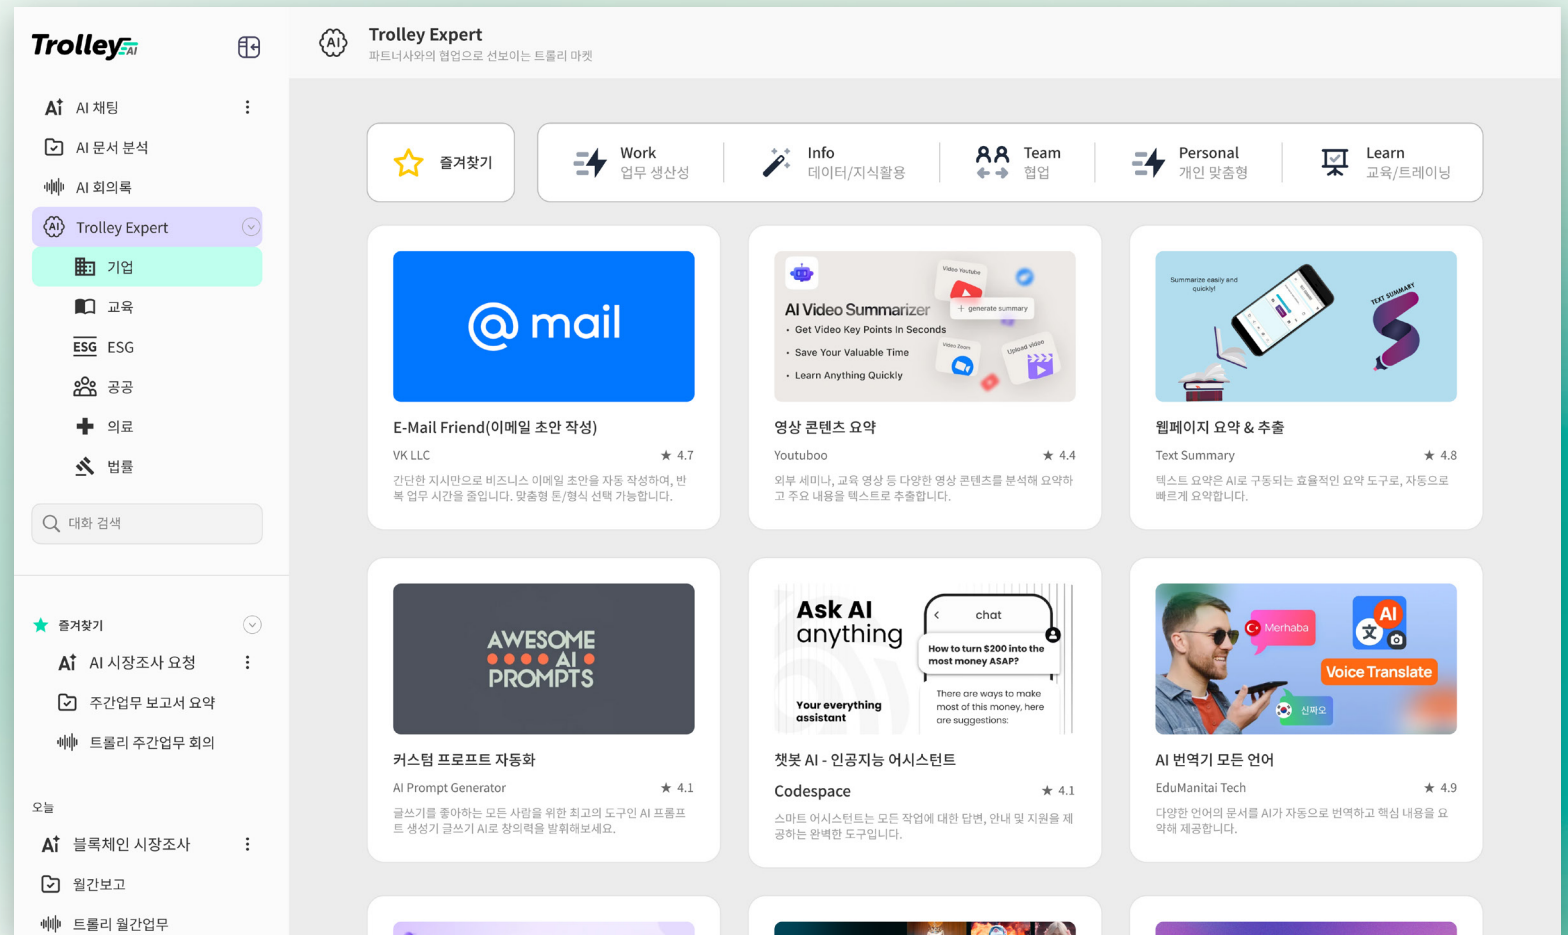 Trolley AI
AI 채팅
AI 문서 분석
AI 회의록
Trolley Expert
기업
교육
ESG ESG
공공
의료
법률
대화 검색
즐겨찾기
AI 시장조사 요청
주간업무 보고서 요약
트롤리 주간업무 회의
오늘
블록체인 시장조사
월간보고
트롤리 월간업무
AI
Trolley Expert
파트너사와의 협업으로 선보이는 트롤리 마켓
즐겨찾기
Work
업무 생산성
Info
데이터/지식활용
Team
협업
Personal
개인 맞춤형
Learn
교육/트레이닝
@ mail
E-Mail Friend(이메일 초안 작성)
VK LLC ★ 4.7
간단한 지시만으로 비즈니스 이메일 초안을 자동 작성하여, 반
복 업무 시간을 줄입니다. 맞춤형 톤/형식 선택 가능합니다.
AI Video Summarizer
• Get Video Key Points In Seconds
• Save Your Valuable Time
• Learn Anything Quickly
Video Youtube
+ generate summary
Video Zoom
Upload video
영상 콘텐츠 요약
Youtuboo ★ 4.4
외부 세미나, 교육 영상 등 다양한 영상 콘텐츠를 분석해 요약하
고 주요 내용을 텍스트로 추출합니다.
Summarize easily and
quickly!
TEXT SUMMARY
웹페이지 요약 & 추출
Text Summary ★ 4.8
텍스트 요약은 AI로 구동되는 효율적인 요약 도구로, 자동으로
빠르게 요약합니다.
AWESOME
AI
PROMPTS
커스텀 프로프트 자동화
AI Prompt Generator ★ 4.1
글쓰기를 좋아하는 모든 사람을 위한 최고의 도구인 AI 프롬프
트 생성기 글쓰기 AI로 창의력을 발휘해보세요.
Ask AI
anything
Your everything
assistant
chat
How to turn $200 into the
most money ASAP?
There are ways to make
most of this money, here
are suggestions:
챗봇 AI - 인공지능 어시스턴트
Codespace ★ 4.1
스마트 어시스턴트는 모든 작업에 대한 답변, 안내 및 지원을 제
공하는 완벽한 도구입니다.
Merhaba
AI
文
Voice Translate
신짜오
AI 번역기 모든 언어
EduManitai Tech ★ 4.9
다양한 언어의 문서를 AI가 자동으로 번역하고 핵심 내용을 요
약해 제공합니다.